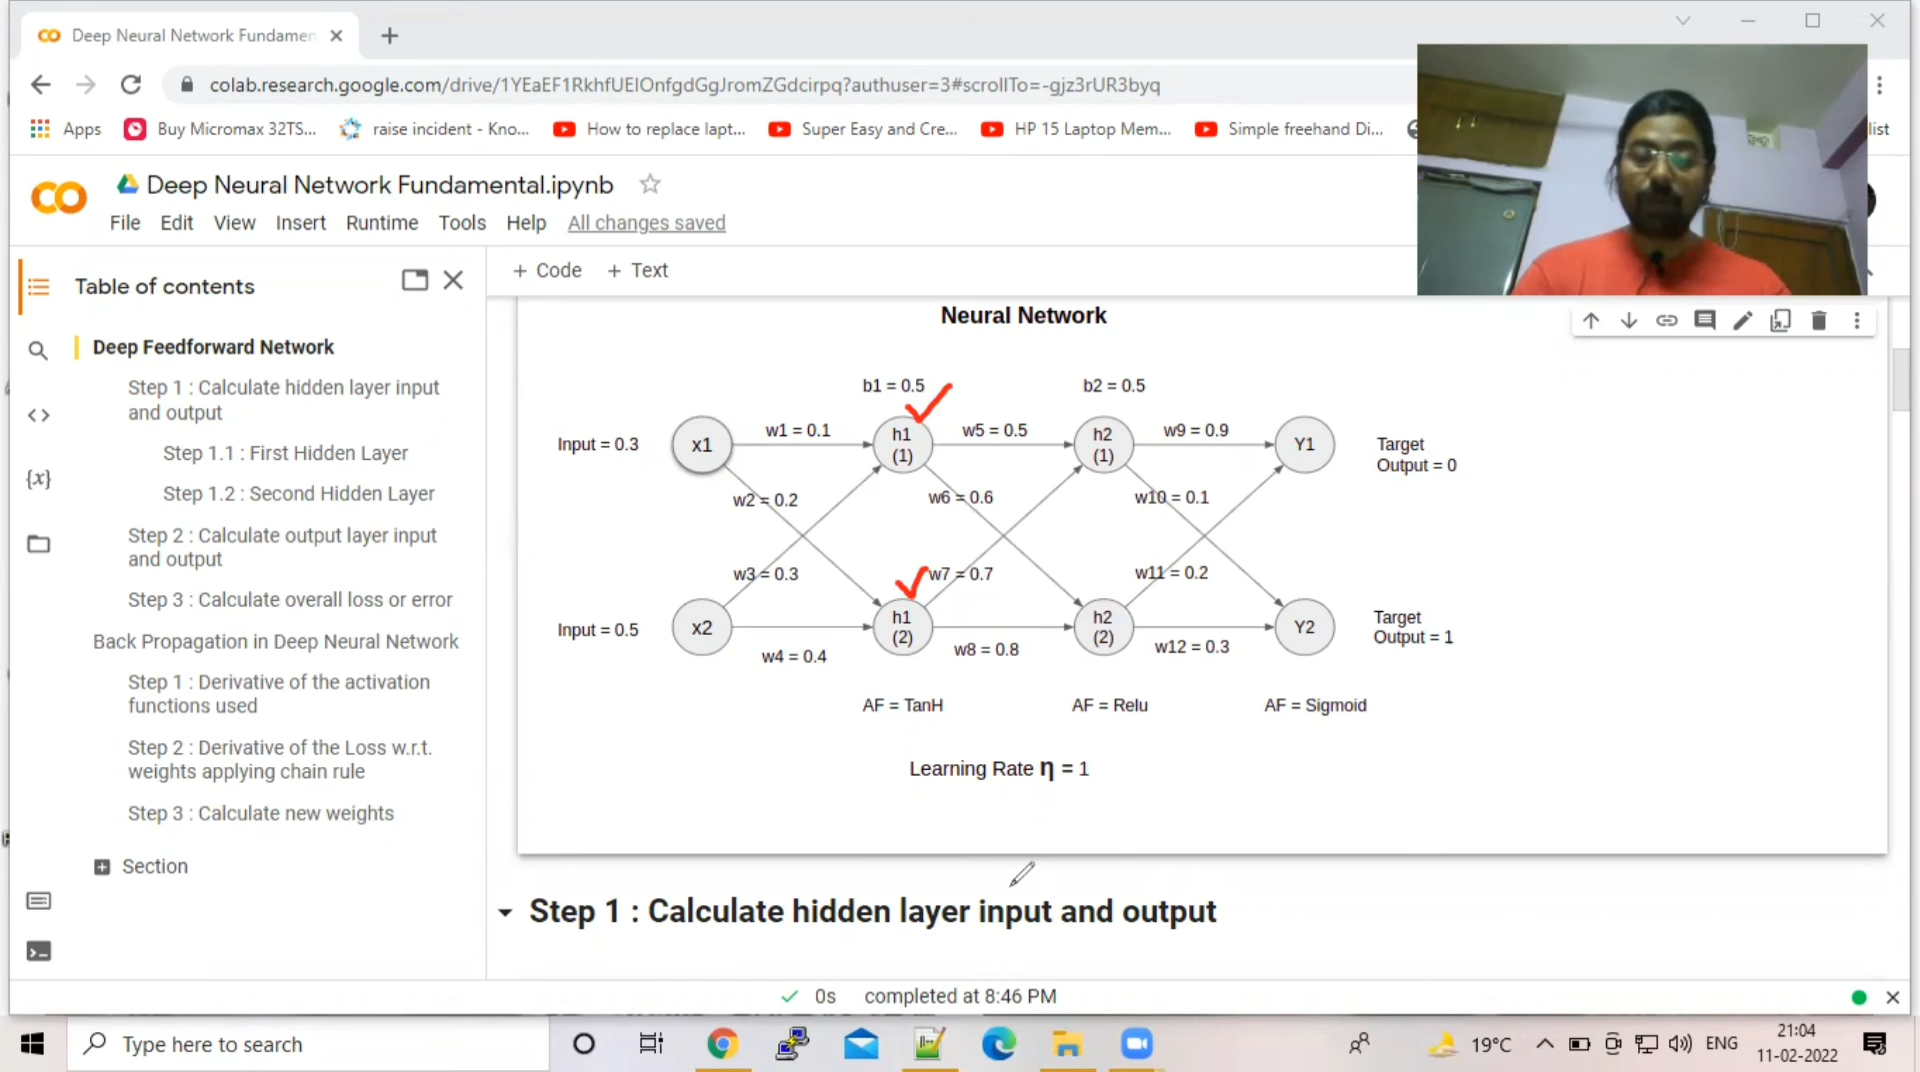 Deep Neural Network Fundamen
colab.research.google.com/drive/1YEaEF1RkhfUElOnfgdGgJromZGdcirpq?authuser=3#scrollTo=-gjz3rUR3byq
Apps Buy Micromax 32TS... raise incident - Kno... How to replace lapt... Super Easy and Cre... HP 15 Laptop Mem... Simple freehand Di... list
CO Deep Neural Network Fundamental.ipynb
File Edit View Insert Runtime Tools Help All changes saved
Table of contents
+ Code + Text
Deep Feedforward Network
Step 1 : Calculate hidden layer input
and output
Step 1.1 : First Hidden Layer
Step 1.2 : Second Hidden Layer
Step 2 : Calculate output layer input
and output
Step 3 : Calculate overall loss or error
Back Propagation in Deep Neural Network
Step 1 : Derivative of the activation
functions used
Step 2 : Derivative of the Loss w.r.t.
weights applying chain rule
Step 3 : Calculate new weights
Section
Neural Network
b1 = 0.5 b2 = 0.5
Input = 0.3 x1 w1 = 0.1 h1 (1) w5 = 0.5 h2 (1) w9 = 0.9 Y1 Target
Output = 0
w2 = 0.2 w6 = 0.6 w10 = 0.1
w3 = 0.3 w7 = 0.7 w11 = 0.2
Input = 0.5 x2 w4 = 0.4 h1 (2) w8 = 0.8 h2 (2) w12 = 0.3 Y2 Target
Output = 1
AF = TanH AF = Relu AF = Sigmoid
Learning Rate η = 1
Step 1 : Calculate hidden layer input and output
0s completed at 8:46 PM
Type here to search
19°C ENG 21:04
11-02-2022